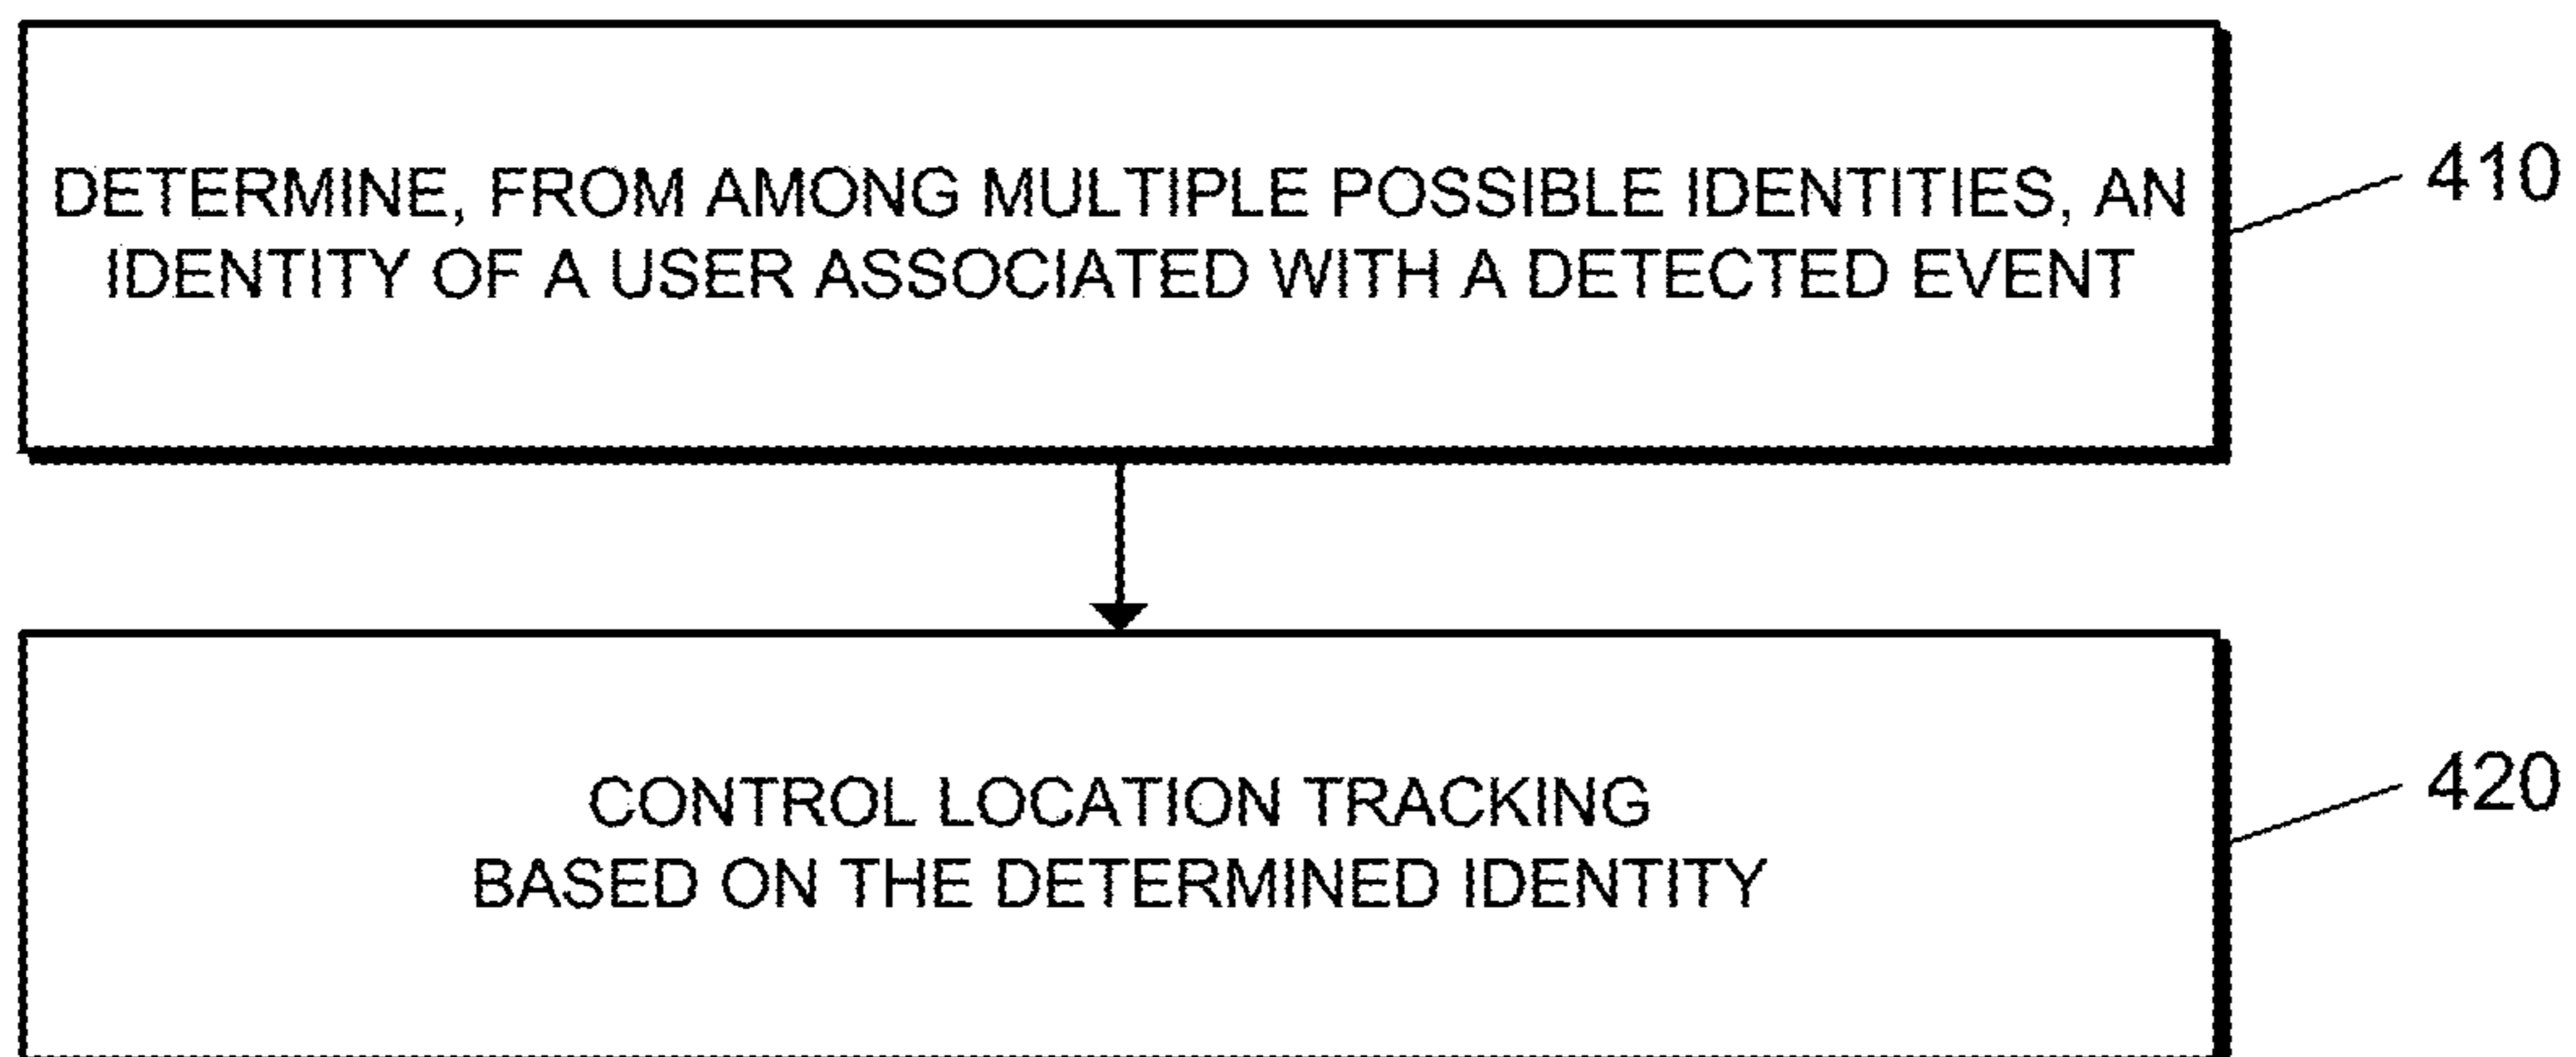 DETERMINE, FROM AMONG MULTIPLE POSSIBLE IDENTITIES, AN
IDENTITY OF A USER ASSOCIATED WITH A DETECTED EVENT
410
CONTROL LOCATION TRACKING
BASED ON THE DETERMINED IDENTITY
420